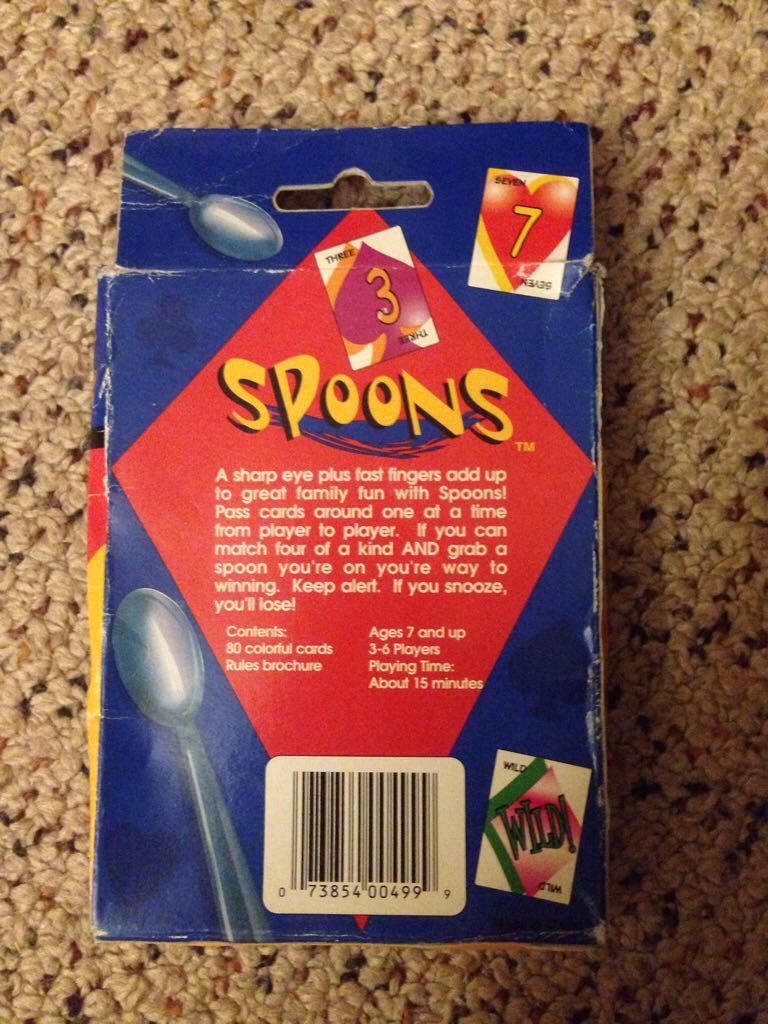 SEVEN
7
SEVEN
THREE
3
THREE
SPOONS
TM
A sharp eye plus fast fingers add up
to great family fun with Spoons!
Pass cards around one at a time
from player to player. If you can
match four of a kind AND grab a
spoon you're on you're way to
winning. Keep alert. If you snooze,
you'll lose!
Contents:
80 colorful cards
Rules brochure
Ages 7 and up
3-6 Players
Playing Time:
About 15 minutes
WILD
WILD!
WILD
0 73854 00499 9